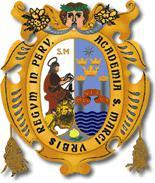 ACADEMIA S. MARCI VRBIS REGVM IN PERV.
S.M